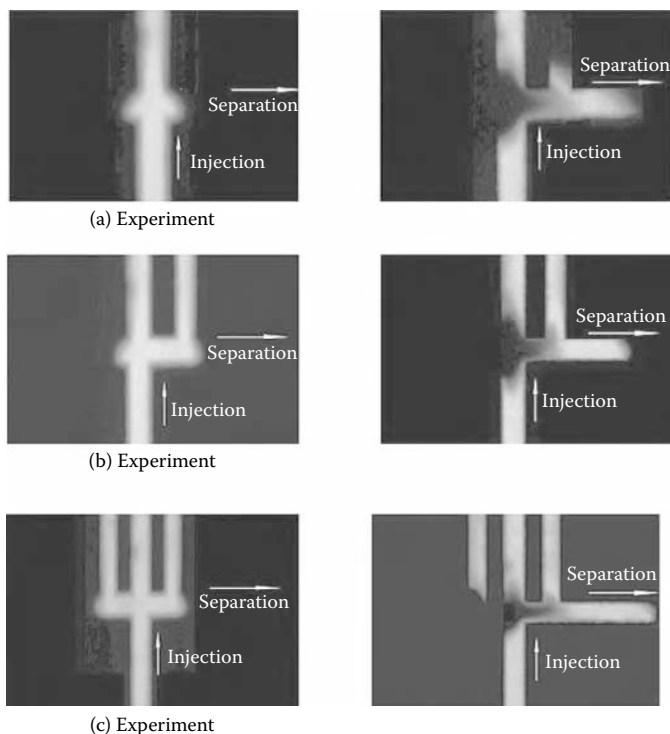 Separation
Injection
Separation
Injection
(a) Experiment
Separation
Injection
Separation
Injection
(b) Experiment
Separation
Injection
Separation
Injection
(c) Experiment